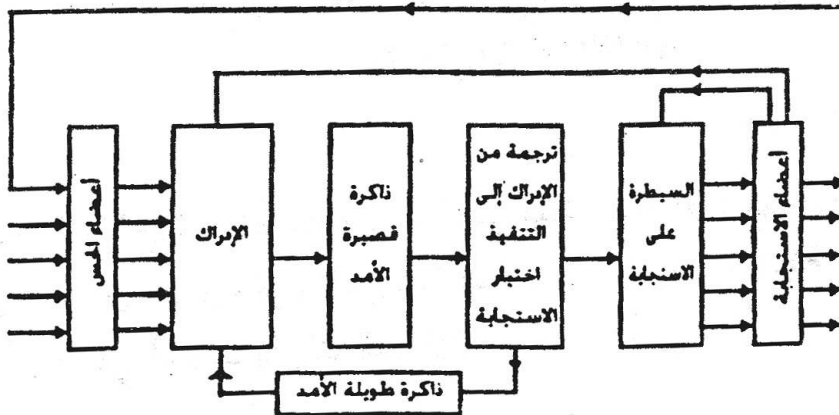 أعضاء الحس
الإدراك
ذاكرة
قصيرة
الأمد
ترجمة من
الإدراك إلى
التنفيذ
اختيار
الاستجابة
السيطرة
على
الاستجابة
أعضاء الاستجابة
ذاكرة طويلة الأمد